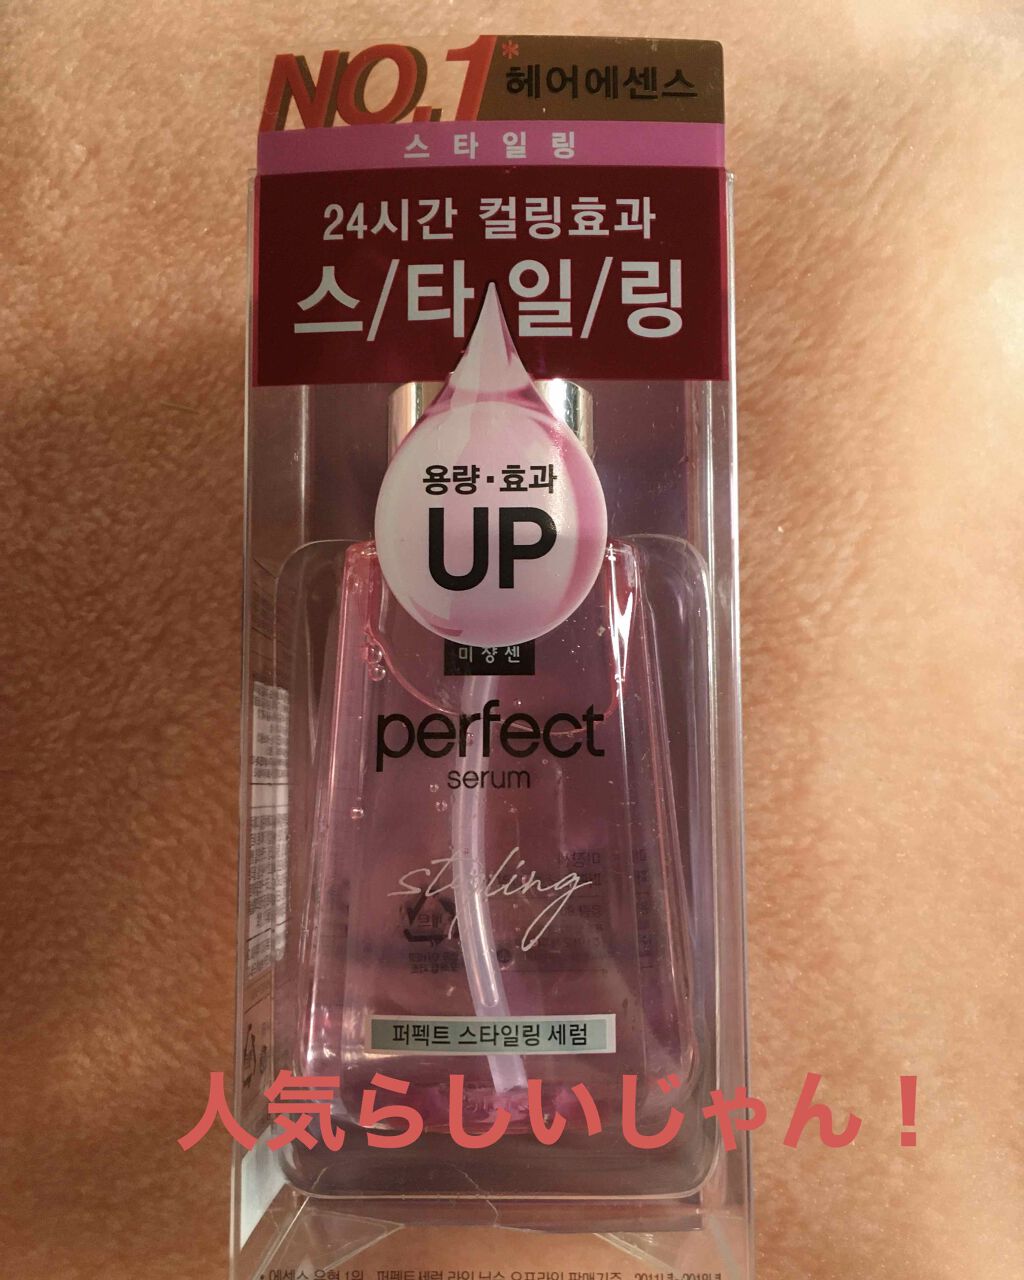 NO.1* 헤어에센스
스타일링
24시간 컬링효과
스/타일/링
용량·효과
UP
미쟝센
perfect
serum
styling
퍼펙트 스타일링 세럼
人気らしいじゃん！